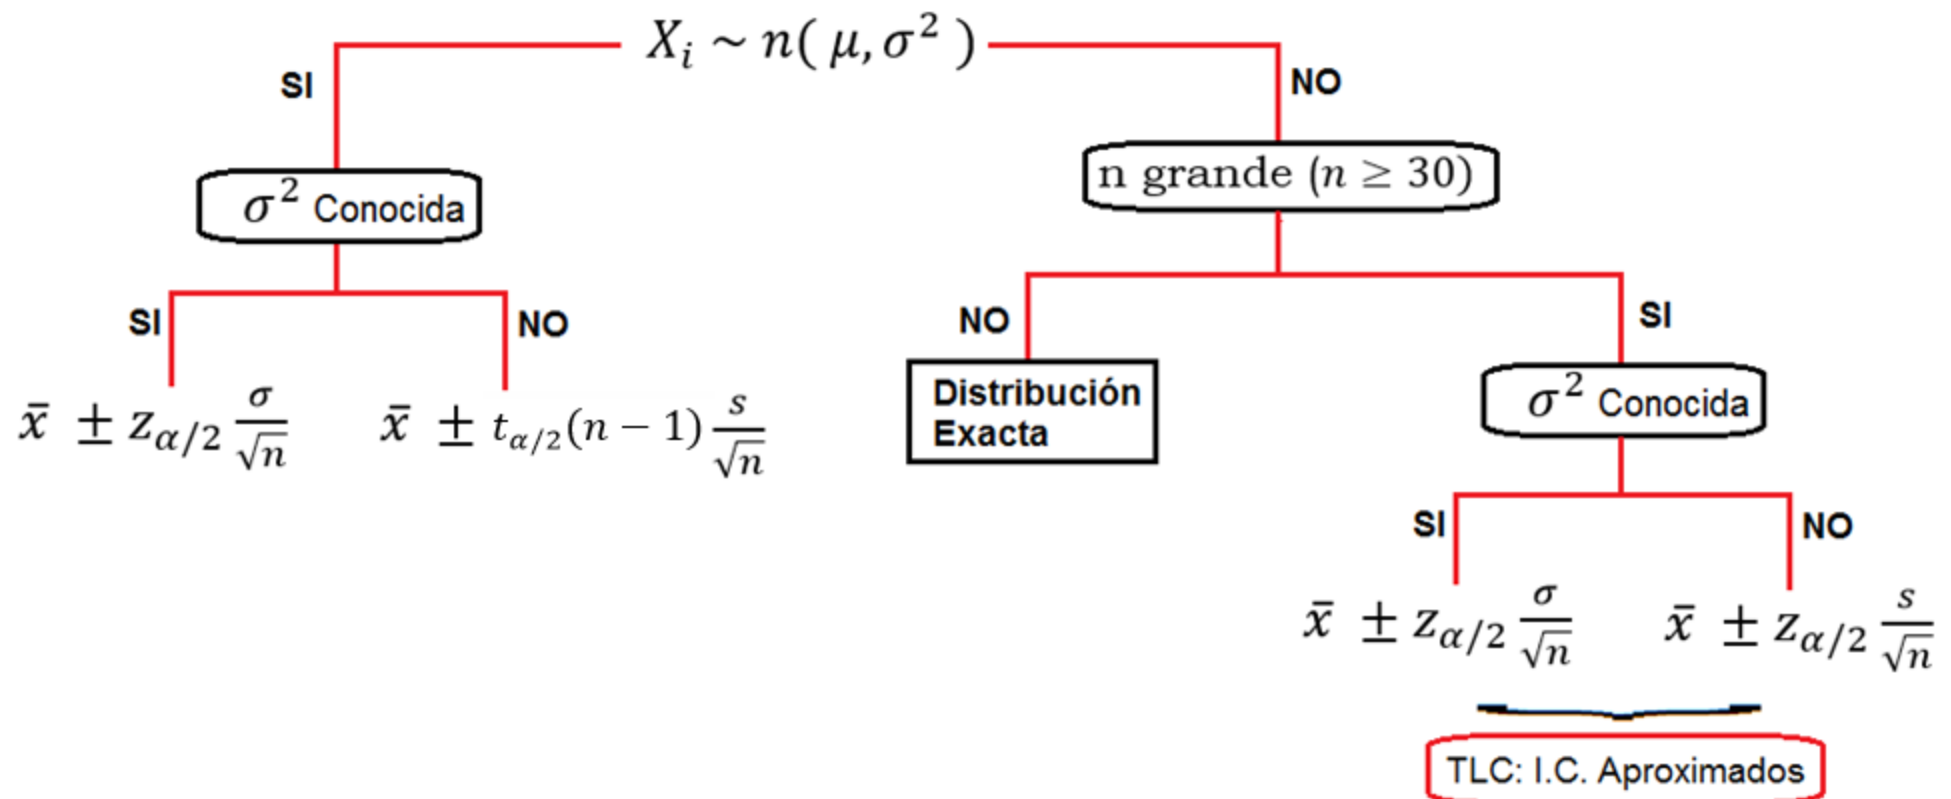 Xᵢ ~ n( μ, σ² )
SI
NO
σ² Conocida
n grande (n ≥ 30)
SI
NO
NO
SI
x̄ ± z_{α/2} σ/√n
x̄ ± t_{α/2}(n − 1) s/√n
Distribución
Exacta
σ² Conocida
SI
NO
x̄ ± z_{α/2} σ/√n
x̄ ± z_{α/2} s/√n
TLC: I.C. Aproximados